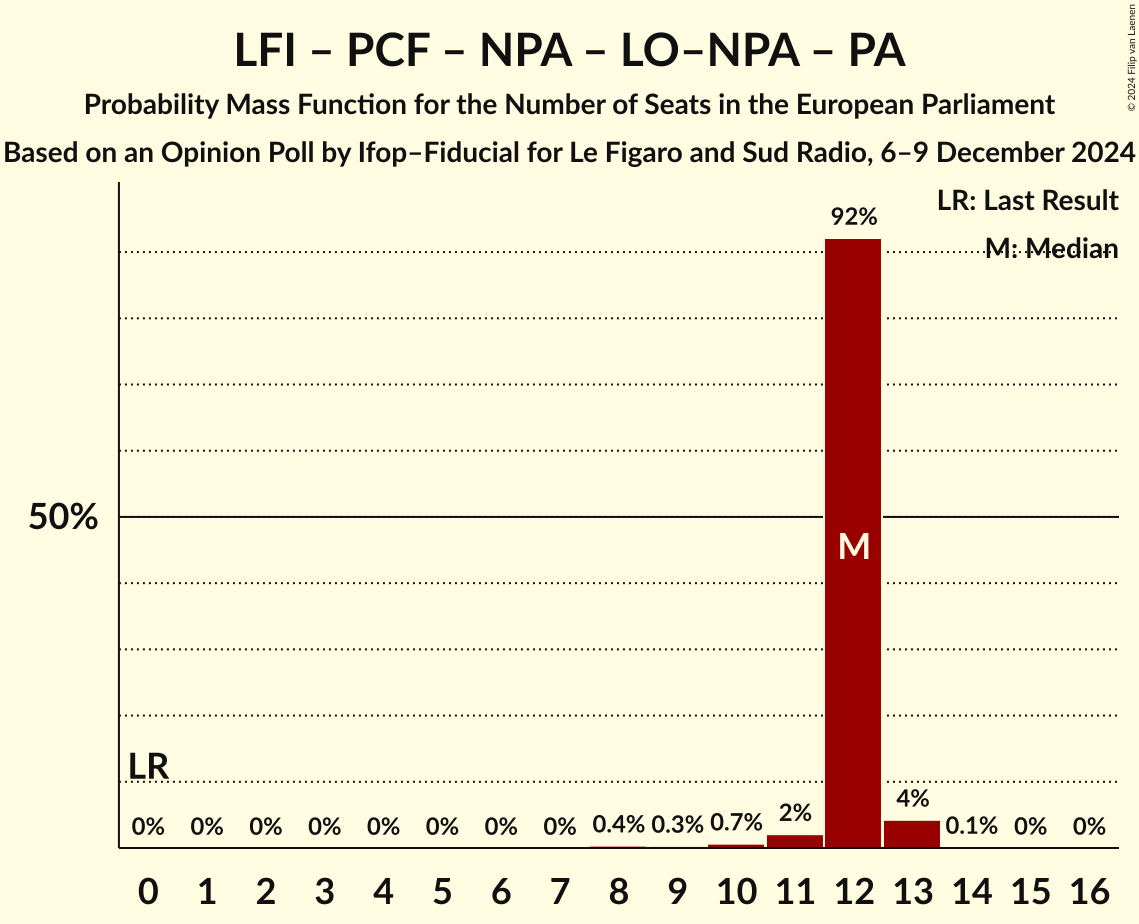 LFI – PCF – NPA – LO–NPA – PA
Probability Mass Function for the Number of Seats in the European Parliament
Based on an Opinion Poll by Ifop–Fiducial for Le Figaro and Sud Radio, 6–9 December 2024
© 2024 Filip van Laenen
LR: Last Result
M: Median
92%
50%
M
LR
0% 0% 0% 0% 0% 0% 0% 0% 0.4% 0.3% 0.7% 2% 4% 0.1% 0% 0%
0 1 2 3 4 5 6 7 8 9 10 11 12 13 14 15 16